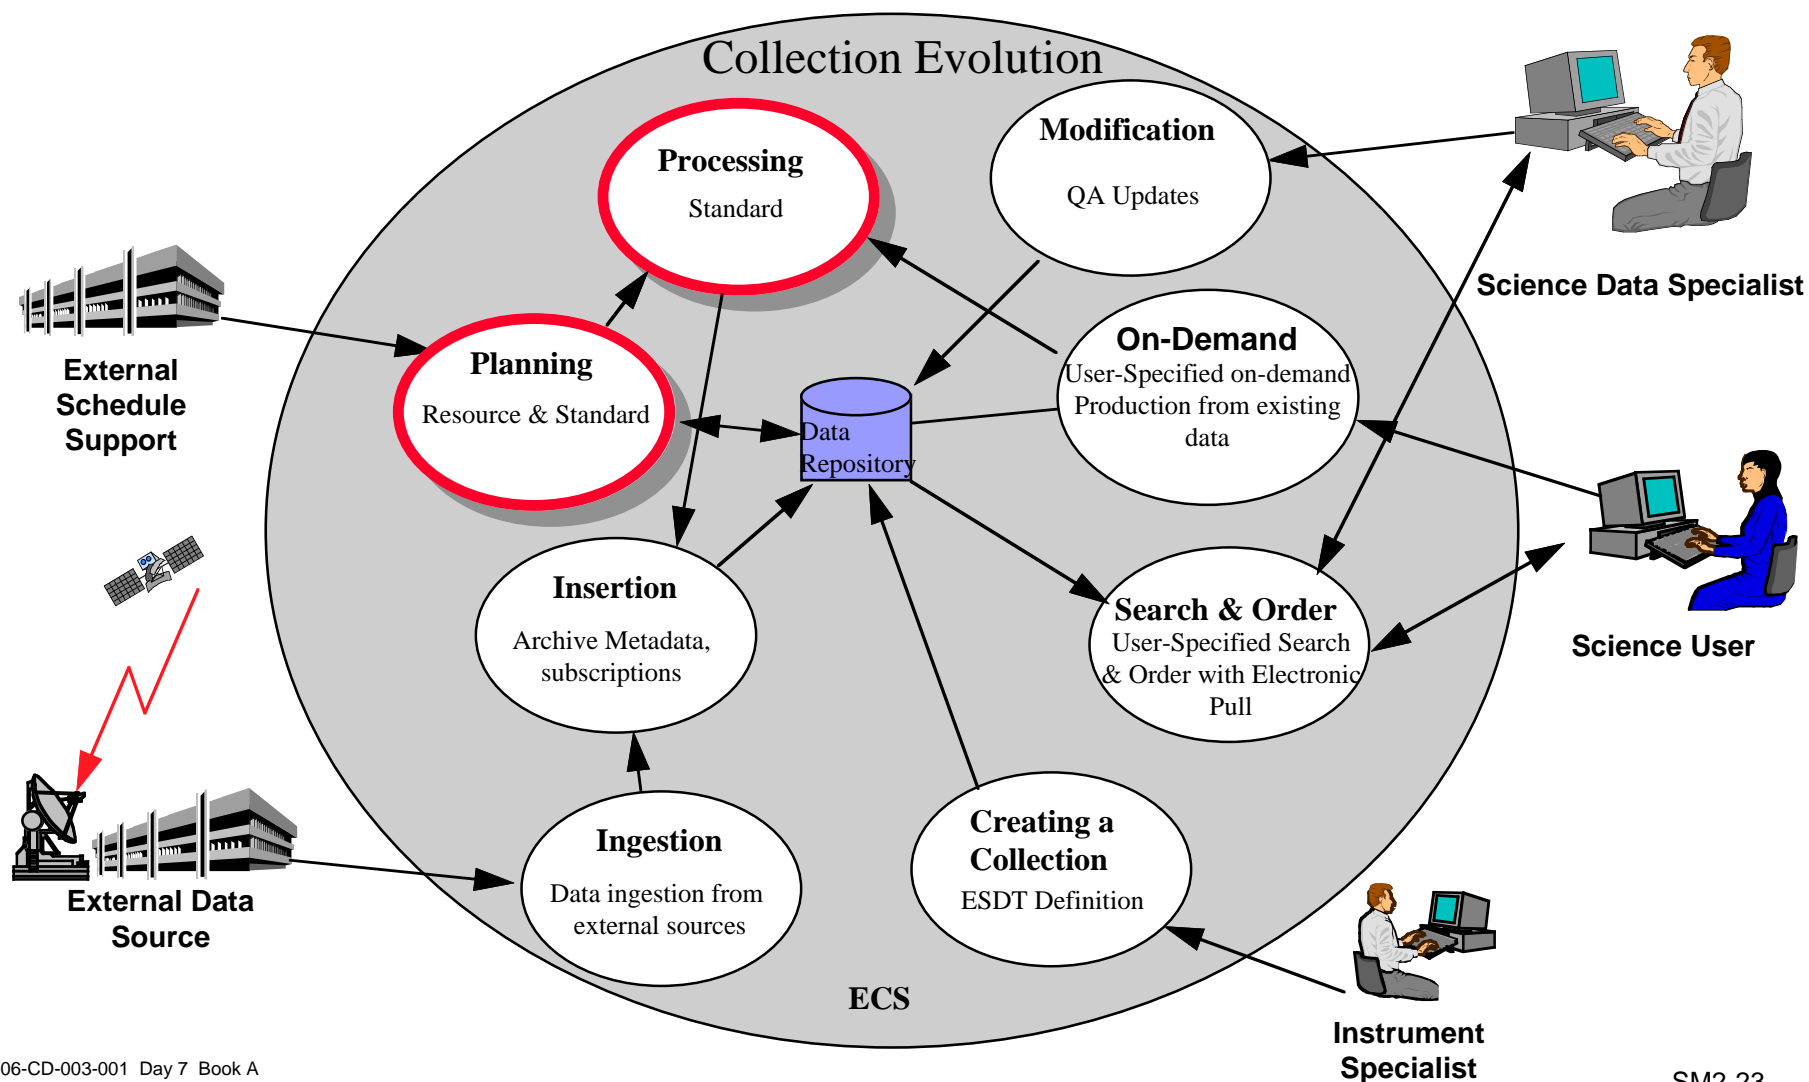 Collection Evolution
Processing
Standard
Modification
QA Updates
Science Data Specialist
External
Schedule
Support
Planning
Resource & Standard
On-Demand
User-Specified on-demand
Production from existing
data
Data
Repository
Insertion
Archive Metadata,
subscriptions
Search & Order
User-Specified Search
& Order with Electronic
Pull
Science User
Ingestion
Data ingestion from
external sources
Creating a
Collection
ESDT Definition
External Data
Source
ECS
Instrument
Specialist
06-CD-003-001 Day 7 Book A
SM2-23